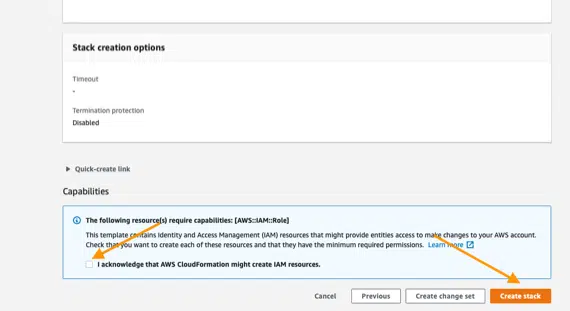 Stack creation options
Timeout
-
Termination protection
Disabled
Quick-create link
Capabilities
The following resource(s) require capabilities: [AWS::IAM::Role]
This template contains Identity and Access Management (IAM) resources that might provide entities access to make changes to your AWS account.
Check that you want to create each of these resources and that they have the minimum required permissions. Learn more
I acknowledge that AWS CloudFormation might create IAM resources.
Cancel Previous Create change set Create stack